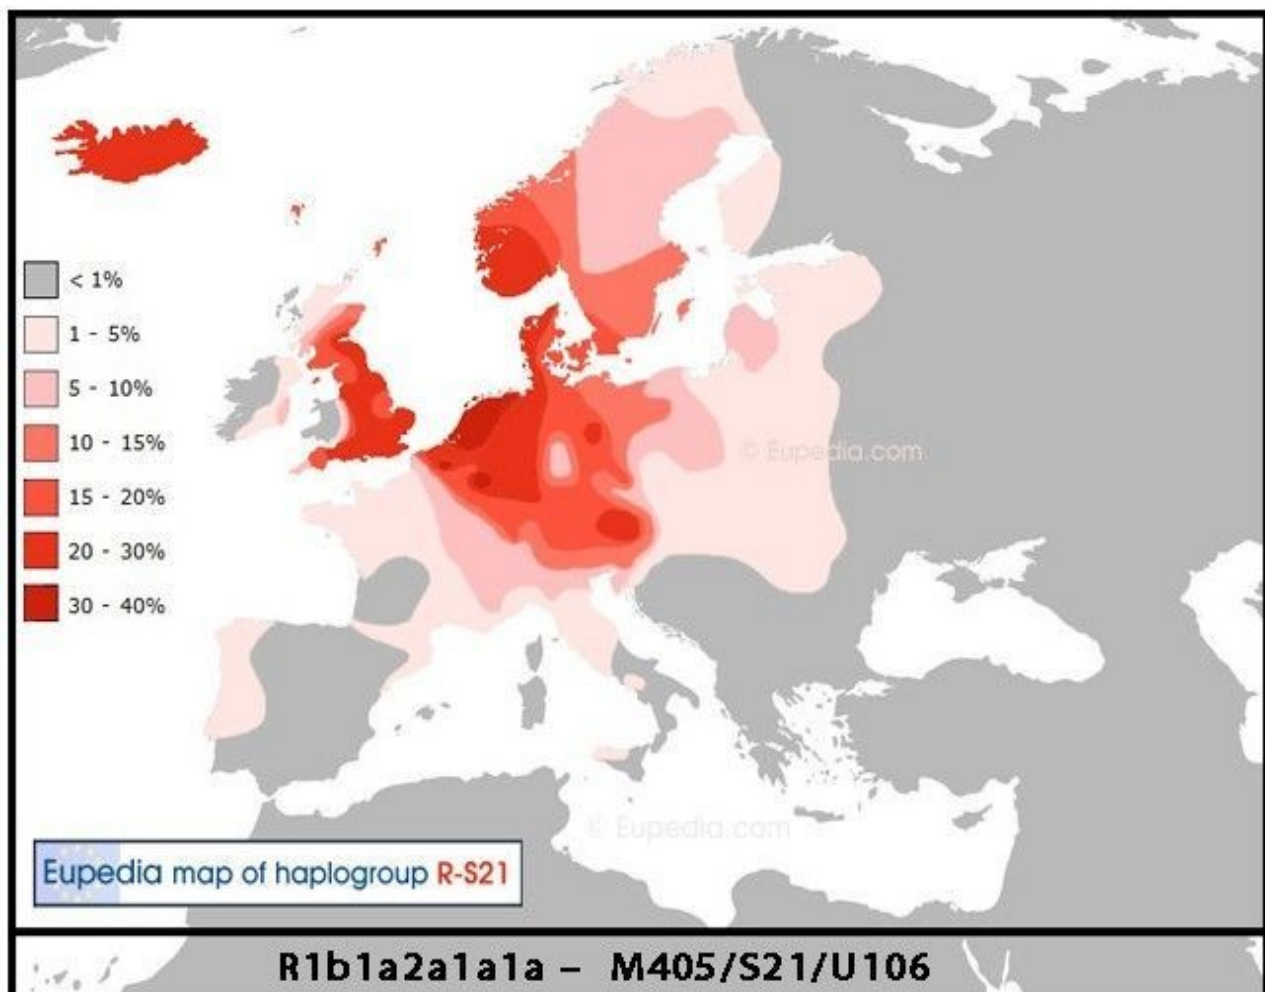 < 1%
1 - 5%
5 - 10%
10 - 15%
15 - 20%
20 - 30%
30 - 40%
© Eupedia.com
© Eupedia.com
Eupedia map of haplogroup R-S21
R1b1a2a1a1a – M405/S21/U106